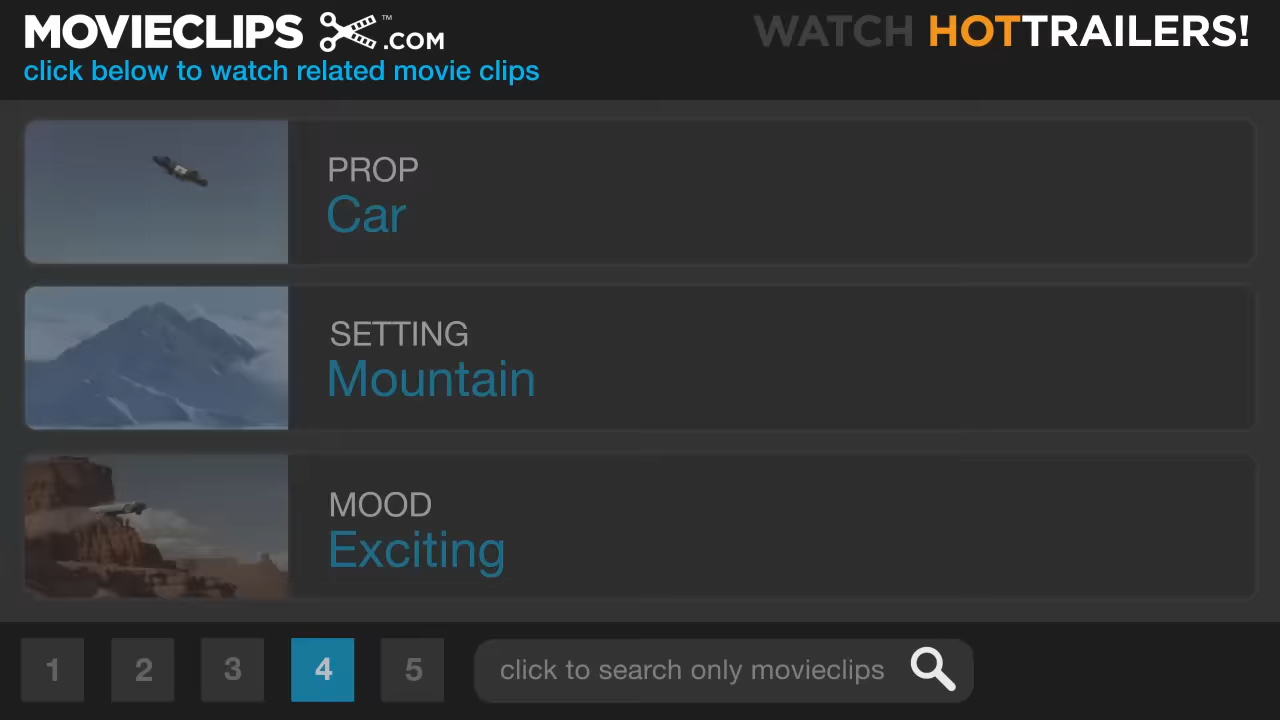 MOVIECLIPS ™ .COM
click below to watch related movie clips
WATCH HOTTRAILERS!
PROP
Car
SETTING
Mountain
MOOD
Exciting
1 2 3 4 5
click to search only movieclips